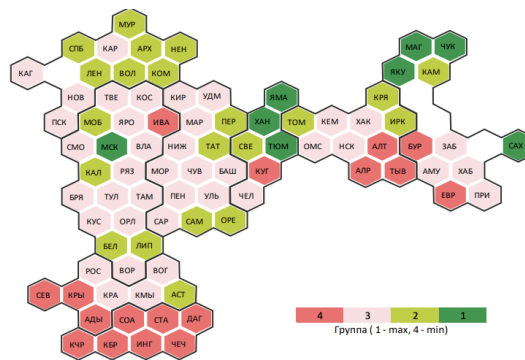 МУР
СПБ КАР АРХ НЕН
МАГ ЧУК
КАГ ЛЕН ВОЛ КОМ
ЯКУ КАМ
НОВ ТВЕ КОС КИР УДМ ЯМА КРЯ
ПСК МОБ ЯРО ИВА МАР ПЕР ХАН ТОМ КЕМ ХАК ИРК
СМО МСК ВЛА НИЖ ТАТ СВЕ ТЮМ ОМС НСК АЛТ БУР ЗАБ САХ
КАЛ РЯЗ МОР ЧУВ БАШ КУГ АЛР ТЫВ АМУ ХАБ
БРЯ ТУЛ ТАМ ПЕН УЛЬ ЧЕЛ ЕВР ПРИ
КУС ОРЛ САР САМ ОРЕ
БЕЛ ЛИП
РОС ВОР ВОГ
СЕВ КРЫ КРА КМЫ АСТ
АДЫ СОА СТА ДАГ
4 3 2 1
Группа ( 1 - max, 4 - min)
КЧР КБР ИНГ ЧЕЧ